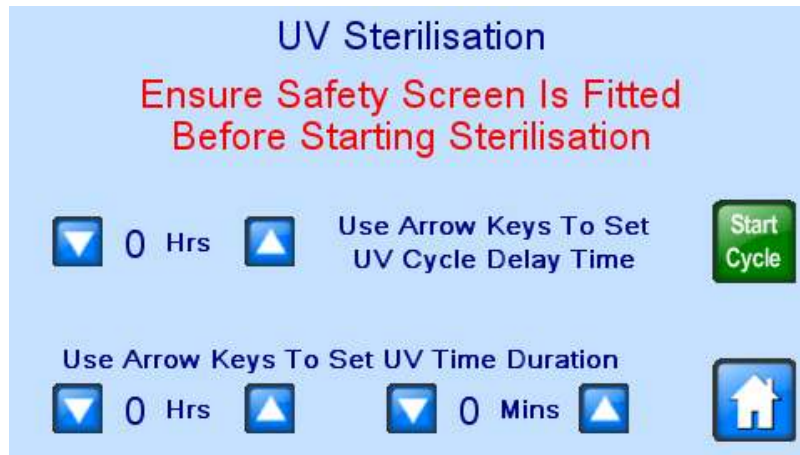 UV Sterilisation
Ensure Safety Screen Is Fitted
Before Starting Sterilisation
0 Hrs
Use Arrow Keys To Set
UV Cycle Delay Time
Start
Cycle
Use Arrow Keys To Set UV Time Duration
0 Hrs
0 Mins